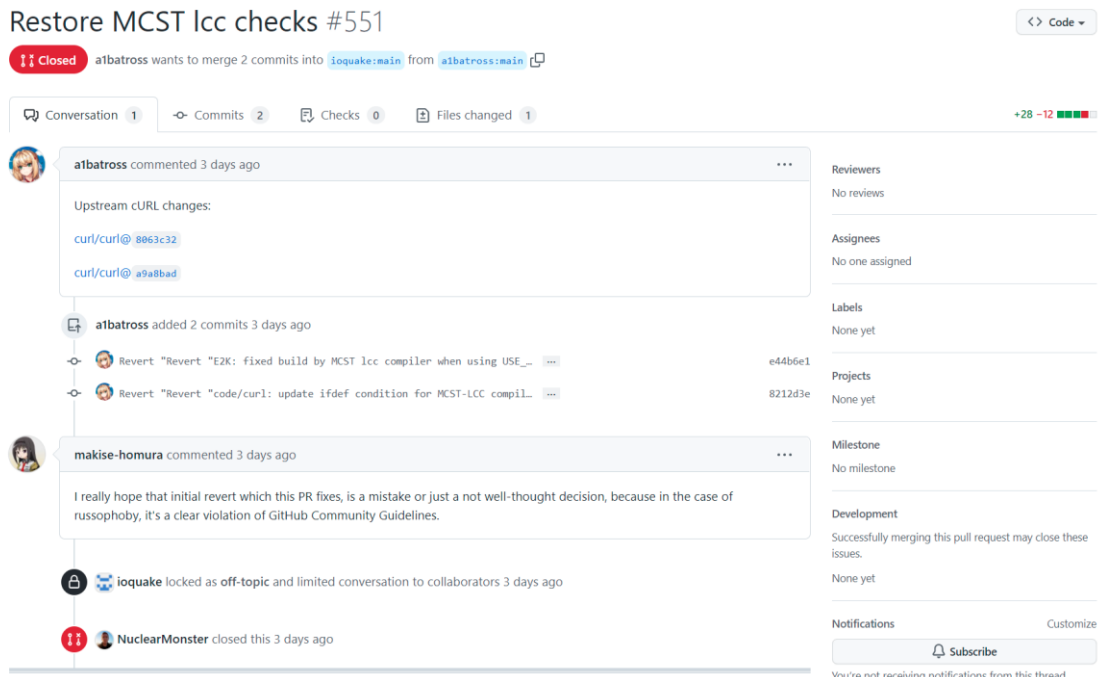 Restore MCST lcc checks #551
<> Code
Closed a1batross wants to merge 2 commits into ioquake:main from a1batross:main
Conversation 1 Commits 2 Checks 0 Files changed 1
+28 −12
a1batross commented 3 days ago ...
Upstream cURL changes:
curl/curl@ 8063c32
curl/curl@ a9a8bad
a1batross added 2 commits 3 days ago
Revert "Revert "E2K: fixed build by MCST lcc compiler when using USE_… ... e44b6e1
Revert "Revert "code/curl: update ifdef condition for MCST-LCC compil… ... 8212d3e
makise-homura commented 3 days ago ...
I really hope that initial revert which this PR fixes, is a mistake or just a not well-thought decision, because in the case of
russophoby, it's a clear violation of GitHub Community Guidelines.
ioquake locked as off-topic and limited conversation to collaborators 3 days ago
NuclearMonster closed this 3 days ago
Reviewers
No reviews
Assignees
No one assigned
Labels
None yet
Projects
None yet
Milestone
No milestone
Development
Successfully merging this pull request may close these
issues.
None yet
Notifications Customize
Subscribe
You're not receiving notifications from this thread.